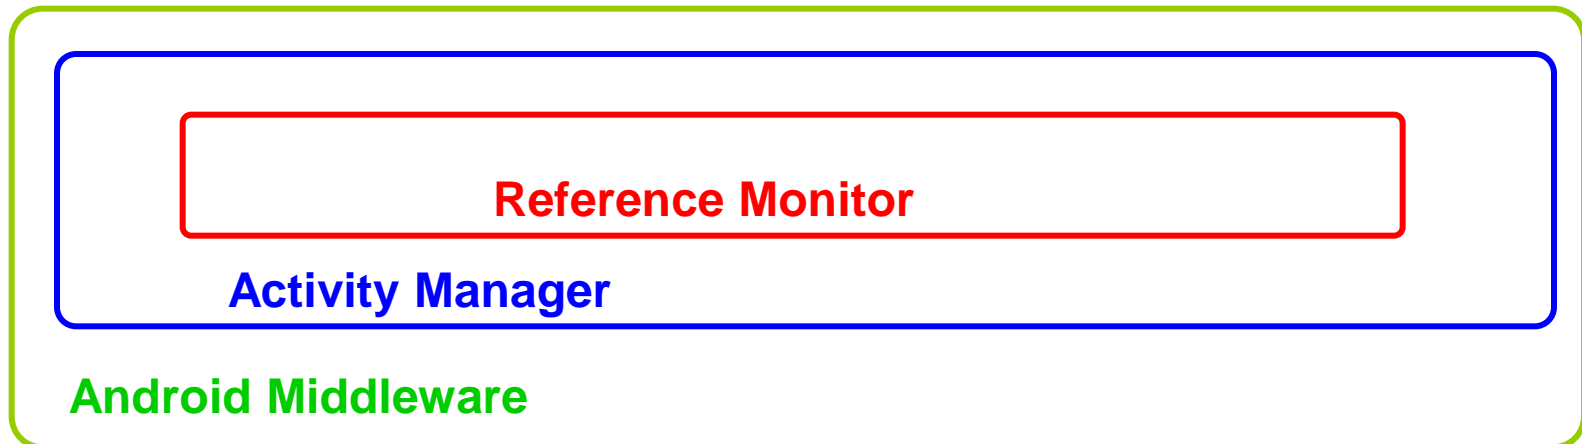 Reference Monitor
Activity Manager
Android Middleware